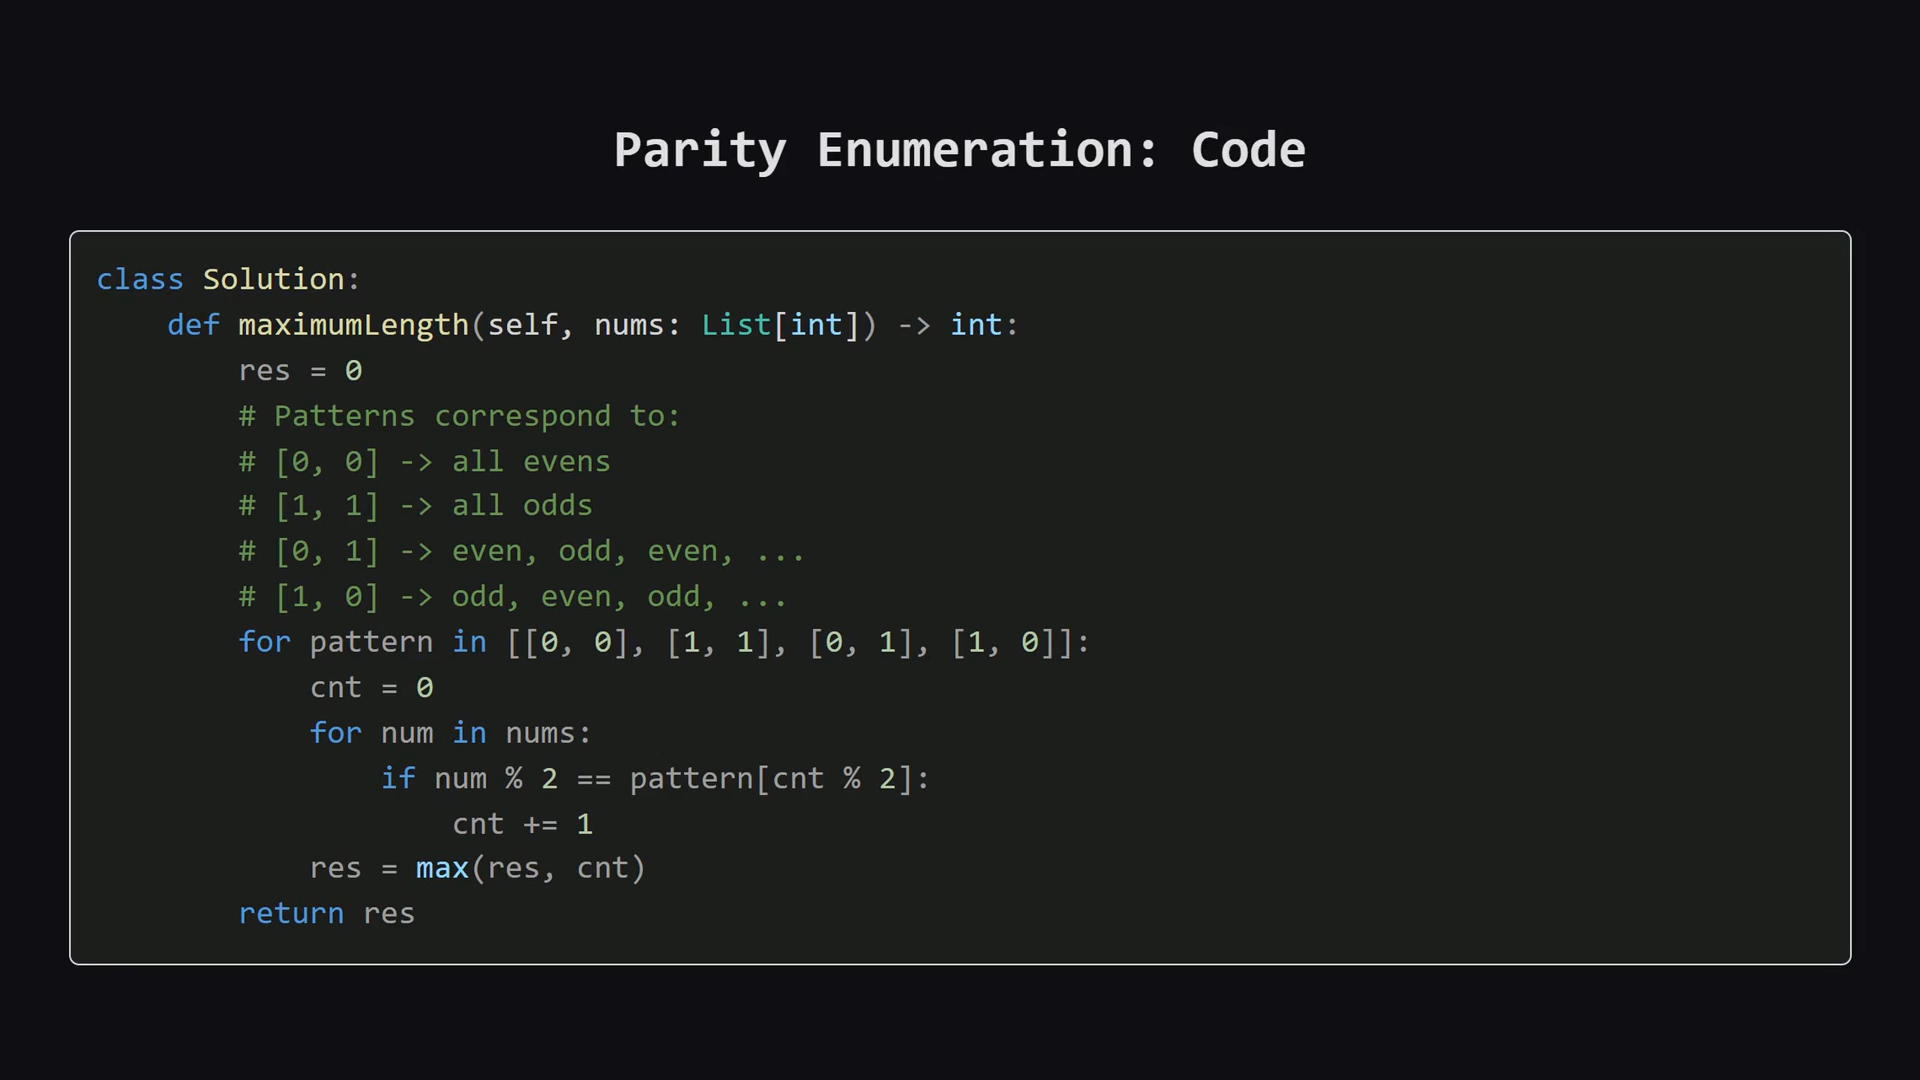 Parity Enumeration: Code
class Solution:
    def maximumLength(self, nums: List[int]) -> int:
        res = 0
        # Patterns correspond to:
        # [0, 0] -> all evens
        # [1, 1] -> all odds
        # [0, 1] -> even, odd, even, ...
        # [1, 0] -> odd, even, odd, ...
        for pattern in [[0, 0], [1, 1], [0, 1], [1, 0]]:
            cnt = 0
            for num in nums:
                if num % 2 == pattern[cnt % 2]:
                    cnt += 1
            res = max(res, cnt)
        return res